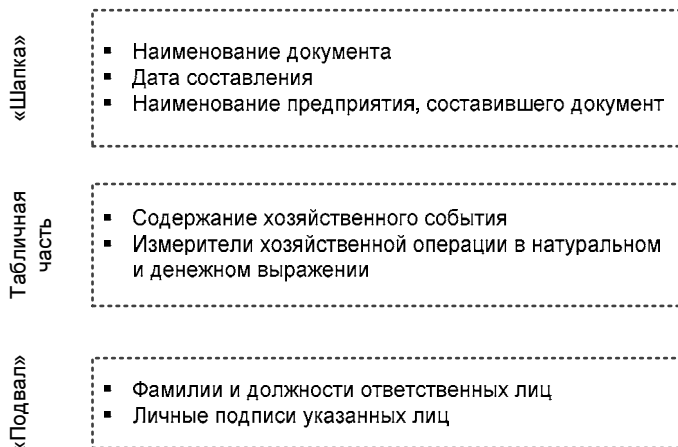 «Шапка»
▪ Наименование документа
▪ Дата составления
▪ Наименование предприятия, составившего документ
Табличная
часть
▪ Содержание хозяйственного события
▪ Измерители хозяйственной операции в натуральном
и денежном выражении
«Подвал»
▪ Фамилии и должности ответственных лиц
▪ Личные подписи указанных лиц